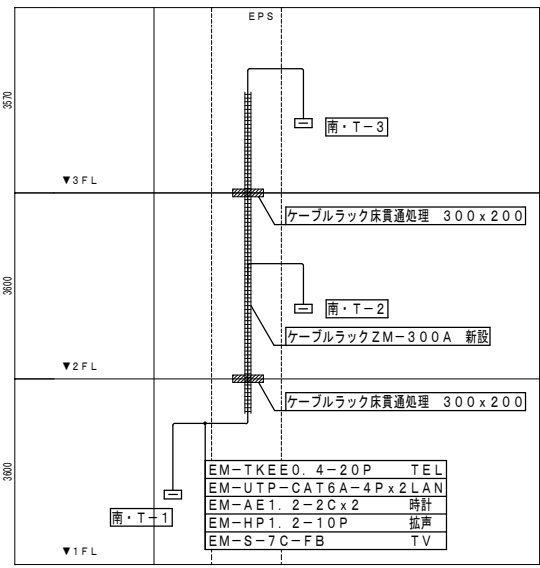 EPS
3570
南・T－3
▼3FL
ケーブルラック床貫通処理　300x200
3600
南・T－2
ケーブルラックZM－300A　新設
▼2FL
ケーブルラック床貫通処理　300x200
3600
EM－TKEE0.4－20P　TEL
EM－UTP－CAT6A－4Px2LAN
EM－AE1.2－2Cx2　時計
南・T－1
EM－HP1.2－10P　拡声
EM－S－7C－FB　TV
▼1FL